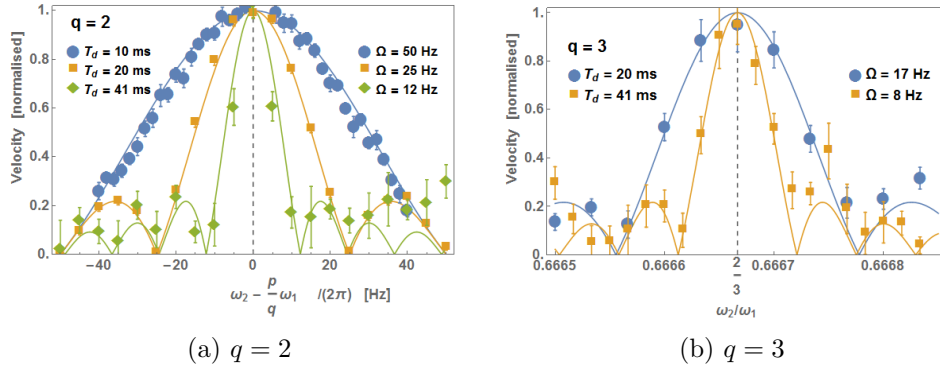 q = 2
T_d = 10 ms
T_d = 20 ms
T_d = 41 ms
Ω = 50 Hz
Ω = 25 Hz
Ω = 12 Hz
Velocity [normalised]
1.
0.8
0.6
0.4
0.2
0.
−40 −20 0 20 40
ω₂ − p/q ω₁ /(2π) [Hz]
(a) q = 2
q = 3
T_d = 20 ms
T_d = 41 ms
Ω = 17 Hz
Ω = 8 Hz
Velocity [normalised]
1.
0.8
0.6
0.4
0.2
0.
0.6665 0.6666 2/3 0.6667 0.6668
ω₂/ω₁
(b) q = 3